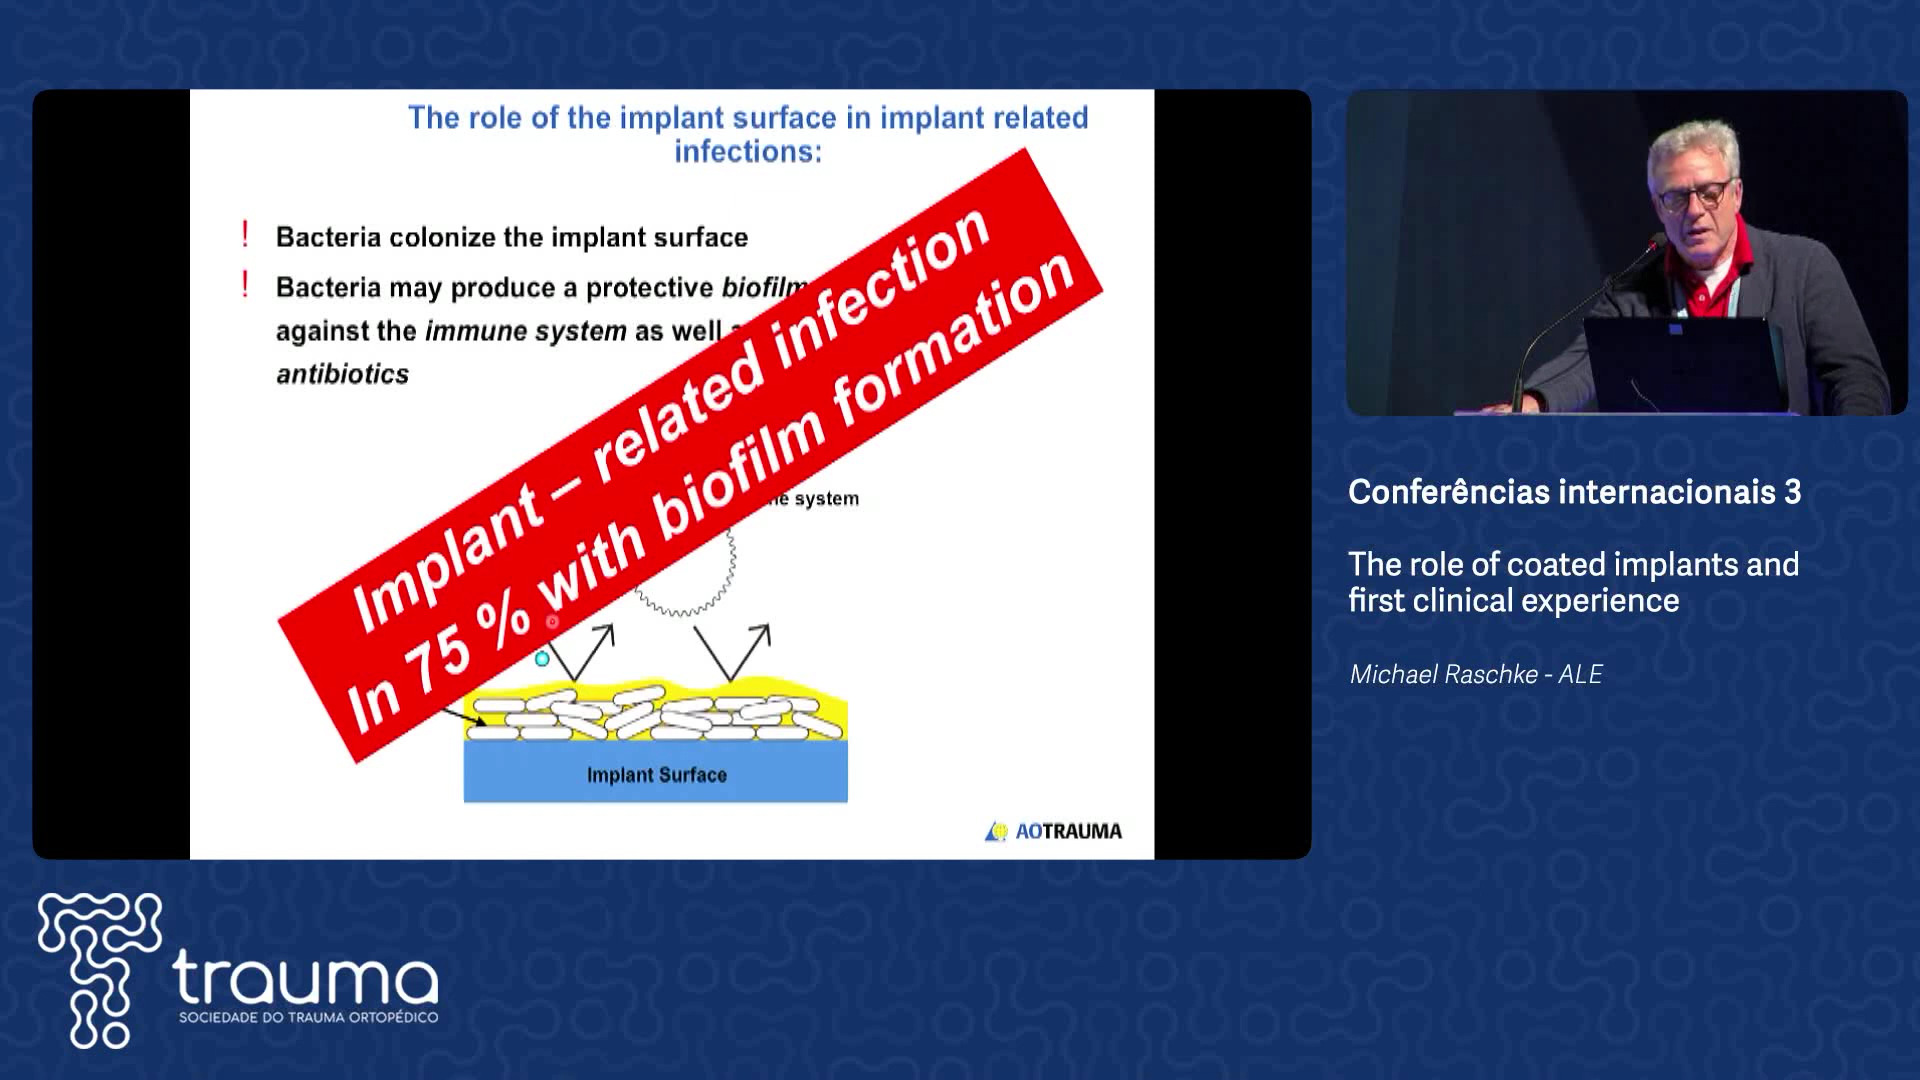 The role of the implant surface in implant related
infections:
! Bacteria colonize the implant surface
! Bacteria may produce a protective biofilm
against the immune system as well
antibiotics
Implant – related infection
In 75 % with biofilm formation
system
Implant Surface
AOTRAUMA
Conferências internacionais 3
The role of coated implants and
first clinical experience
Michael Raschke - ALE
trauma
SOCIEDADE DO TRAUMA ORTOPÉDICO